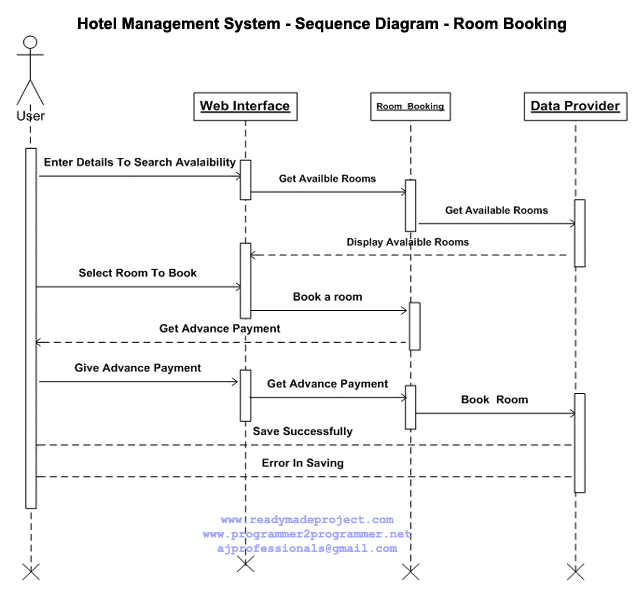 Hotel Management System - Sequence Diagram - Room Booking
User
Web Interface
Room Booking
Data Provider
Enter Details To Search Avalaibility
Get Availble Rooms
Get Available Rooms
Display Avalaible Rooms
Select Room To Book
Book a room
Get Advance Payment
Give Advance Payment
Get Advance Payment
Book Room
Save Successfully
Error In Saving
www.readymadeproject.com
www.programmer2programmer.net
ajprofessionals@gmail.com